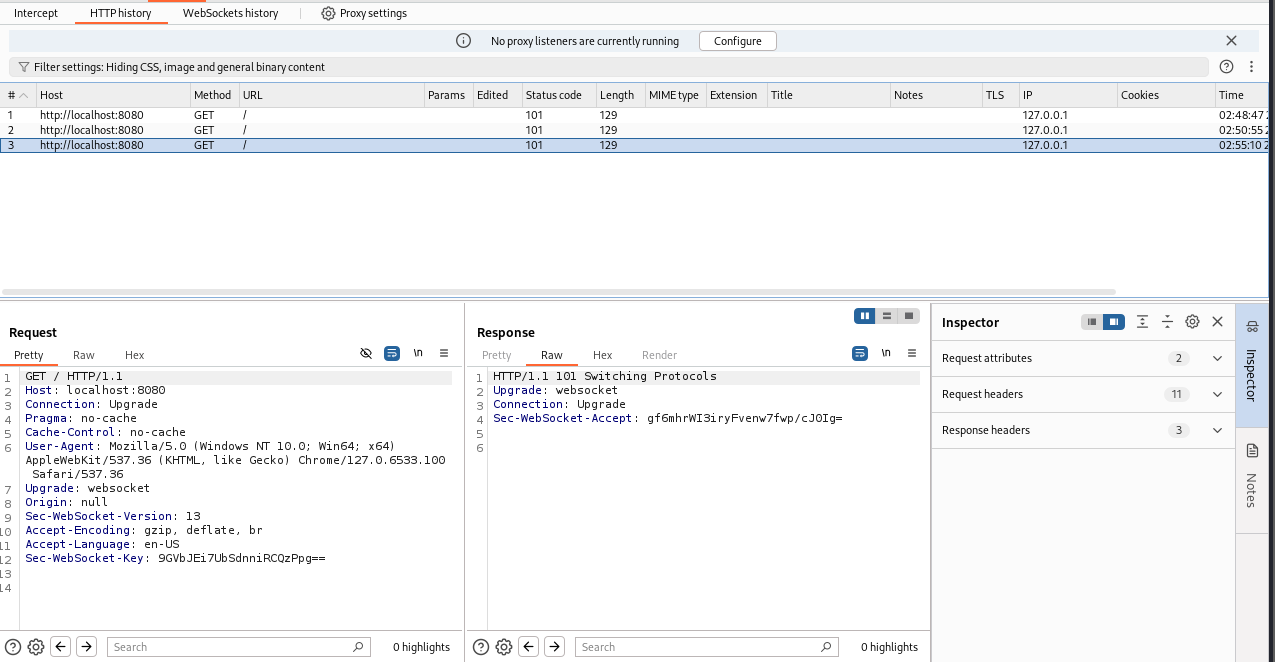 Intercept HTTP history WebSockets history Proxy settings
No proxy listeners are currently running Configure
Filter settings: Hiding CSS, image and general binary content
# Host Method URL Params Edited Status code Length MIME type Extension Title Notes TLS IP Cookies Time
1 http://localhost:8080 GET / 101 129 127.0.0.1 02:48:47
2 http://localhost:8080 GET / 101 129 127.0.0.1 02:50:55
3 http://localhost:8080 GET / 101 129 127.0.0.1 02:55:10
Request
Pretty Raw Hex \n
1 GET / HTTP/1.1
2 Host: localhost:8080
3 Connection: Upgrade
4 Pragma: no-cache
5 Cache-Control: no-cache
6 User-Agent: Mozilla/5.0 (Windows NT 10.0; Win64; x64)
AppleWebKit/537.36 (KHTML, like Gecko) Chrome/127.0.6533.100
Safari/537.36
7 Upgrade: websocket
8 Origin: null
9 Sec-WebSocket-Version: 13
10 Accept-Encoding: gzip, deflate, br
11 Accept-Language: en-US
12 Sec-WebSocket-Key: 9GVbJEi7UbSdnniRCQzPpg==
13
14
Search 0 highlights
Response
Pretty Raw Hex Render \n
1 HTTP/1.1 101 Switching Protocols
2 Upgrade: websocket
3 Connection: Upgrade
4 Sec-WebSocket-Accept: gf6mhrWI3iryFvenw7fwp/cJ0Ig=
5
6
Search 0 highlights
Inspector
Request attributes 2
Request headers 11
Response headers 3
Inspector
Notes